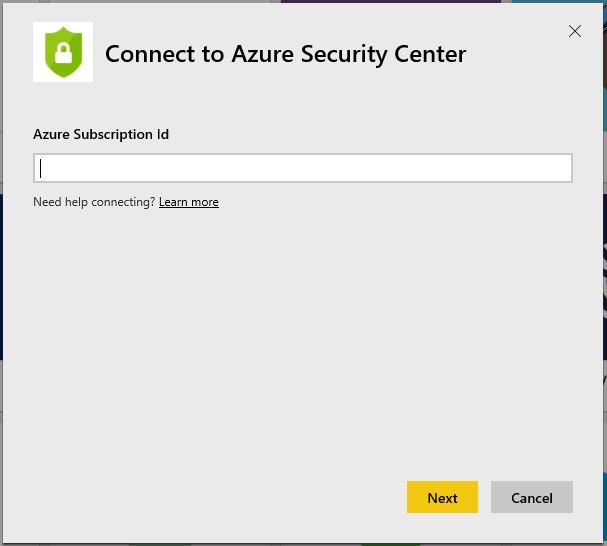 Connect to Azure Security Center
Azure Subscription Id
Need help connecting? Learn more
Next
Cancel